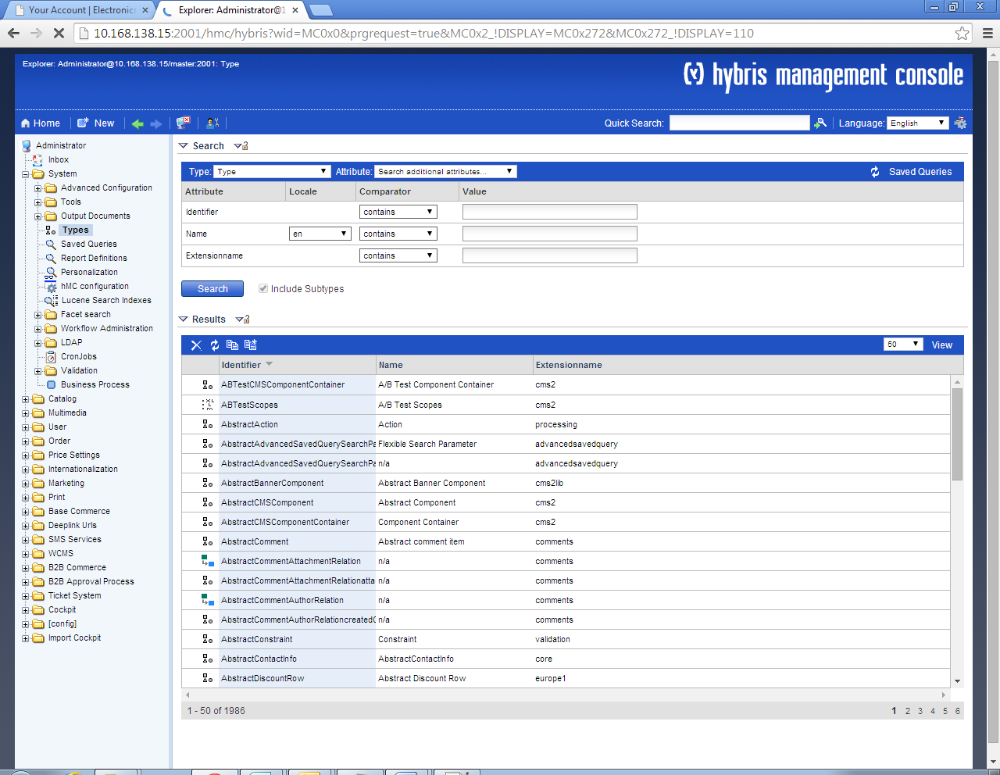 Your Account | Electronics
Explorer: Administrator@1
10.168.138.15:2001/hmc/hybris?wid=MC0x0&prgrequest=true&MC0x2_!DISPLAY=MC0x272&MC0x272_!DISPLAY=110
Explorer: Administrator@10.168.138.15/master:2001: Type
hybris management console
Home New Quick Search: Language: English
Administrator
Inbox
System
Advanced Configuration
Tools
Output Documents
Types
Saved Queries
Report Definitions
Personalization
hMC configuration
Lucene Search Indexes
Facet search
Workflow Administration
LDAP
CronJobs
Validation
Business Process
Catalog
Multimedia
User
Order
Price Settings
Internationalization
Marketing
Print
Base Commerce
Deeplink Urls
SMS Services
WCMS
B2B Commerce
B2B Approval Process
Ticket System
Cockpit
[config]
Import Cockpit
Search
Type: Type Attribute: Search additional attributes... Saved Queries
Attribute Locale Comparator Value
Identifier contains
Name en contains
Extensionname contains
Search Include Subtypes
Results
50 View
Identifier Name Extensionname
ABTestCMSComponentContainer A/B Test Component Container cms2
ABTestScopes A/B Test Scopes cms2
AbstractAction Action processing
AbstractAdvancedSavedQuerySearchPa Flexible Search Parameter advancedsavedquery
AbstractAdvancedSavedQuerySearchPa n/a advancedsavedquery
AbstractBannerComponent Abstract Banner Component cms2lib
AbstractCMSComponent Abstract Component cms2
AbstractCMSComponentContainer Component Container cms2
AbstractComment Abstract comment item comments
AbstractCommentAttachmentRelation n/a comments
AbstractCommentAttachmentRelationatta n/a comments
AbstractCommentAuthorRelation n/a comments
AbstractCommentAuthorRelationcreatedC n/a comments
AbstractConstraint Constraint validation
AbstractContactInfo AbstractContactInfo core
AbstractDiscountRow Abstract Discount Row europe1
1 - 50 of 1986 1 2 3 4 5 6